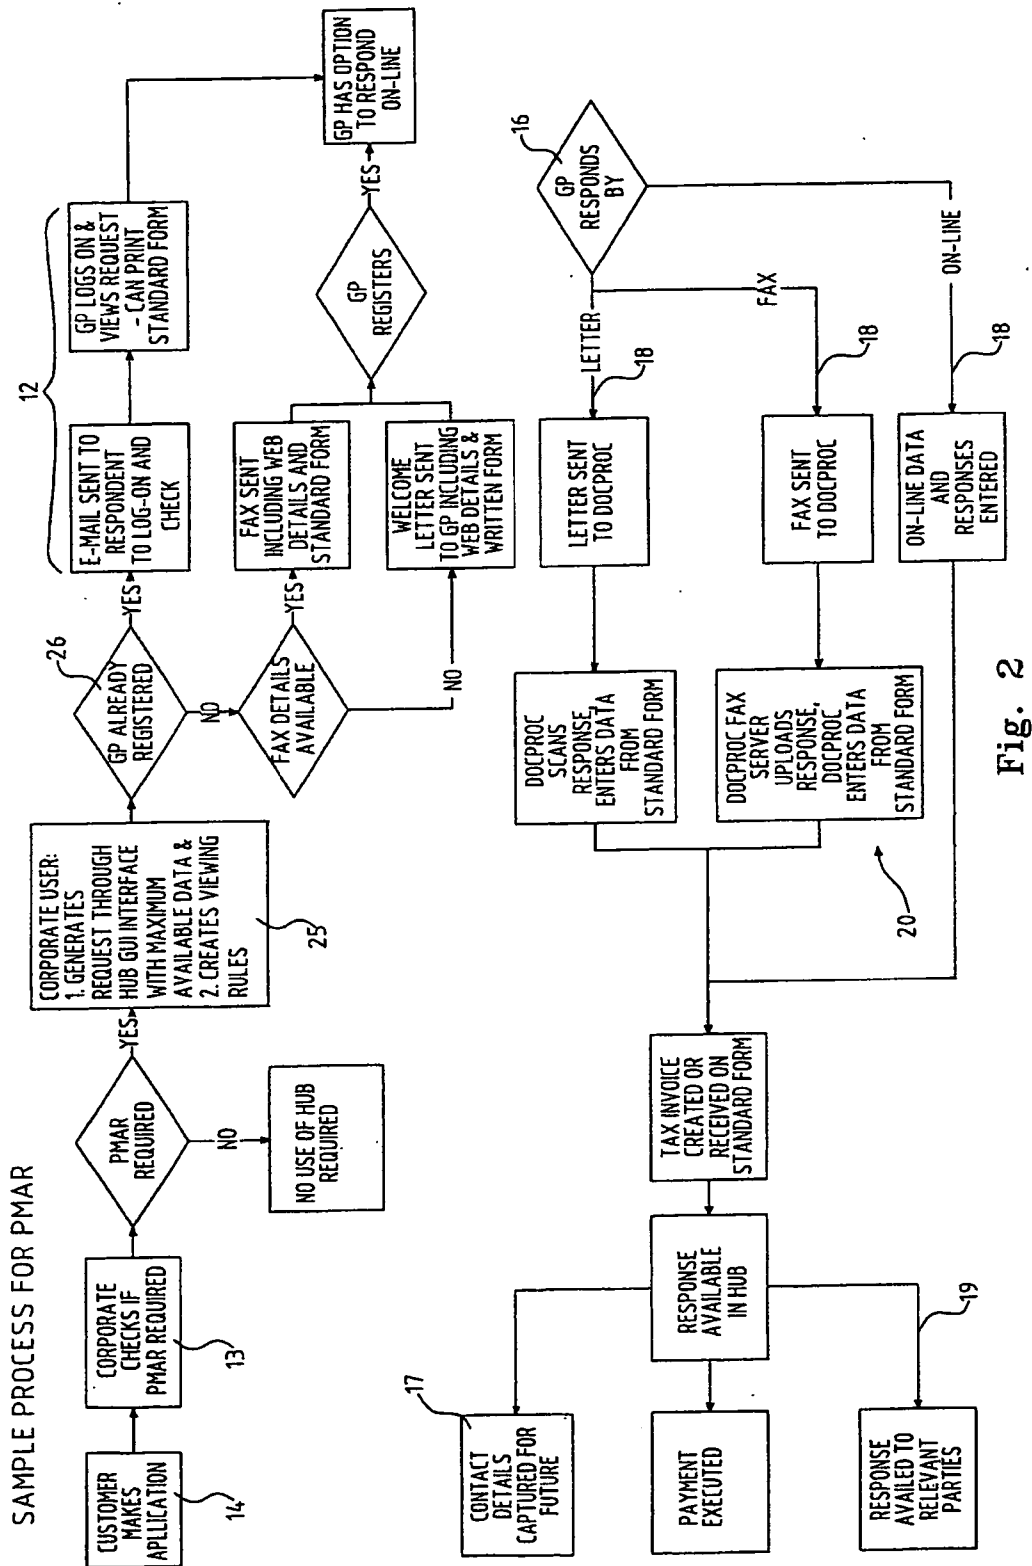 SAMPLE PROCESS FOR PMAR
CUSTOMER
MAKES
APLLICATION
14
CORPORATE
CHECKS IF
PMAR REQUIRED
13
PMAR
REQUIRED
YES
NO
NO USE OF HUB
REQUIRED
CORPORATE USER:
1. GENERATES
REQUEST THROUGH
HUB GUI INTERFACE
WITH MAXIMUM
AVAILABLE DATA &
2. CREATES VIEWING
RULES
25
GP ALREADY
REGISTERED
26
YES
NO
FAX DETAILS
AVAILABLE
YES
NO
12
E-MAIL SENT TO
RESPONDENT
TO LOG-ON AND
CHECK
GP LOGS ON &
VIEWS REQUEST
- CAN PRINT
STANDARD FORM
FAX SENT
INCLUDING WEB
DETAILS AND
STANDARD FORM
WELCOME
LETTER SENT
TO GP INCLUDING
WEB DETAILS &
WRITTEN FORM
GP
REGISTERS
YES
GP HAS OPTION
TO RESPOND
ON-LINE
16
GP
RESPONDS
BY
LETTER
FAX
ON-LINE
18
18
18
LETTER SENT
TO DOCPROC
FAX SENT
TO DOCPROC
ON-LINE DATA
AND
RESPONSES
ENTERED
DOCPROC
SCANS
RESPONSE,
ENTERS DATA
FROM
STANDARD FORM
DOCPROC FAX
SERVER
UPLOADS
RESPONSE,
DOCPROC
ENTERS DATA
FROM
STANDARD FORM
20
TAX INVOICE
CREATED OR
RECEIVED ON
STANDARD FORM
RESPONSE
AVAILABLE
IN HUB
17
CONTACT
DETAILS
CAPTURED FOR
FUTURE
PAYMENT
EXECUTED
19
RESPONSE
AVAILED TO
RELEVANT
PARTIES
Fig. 2